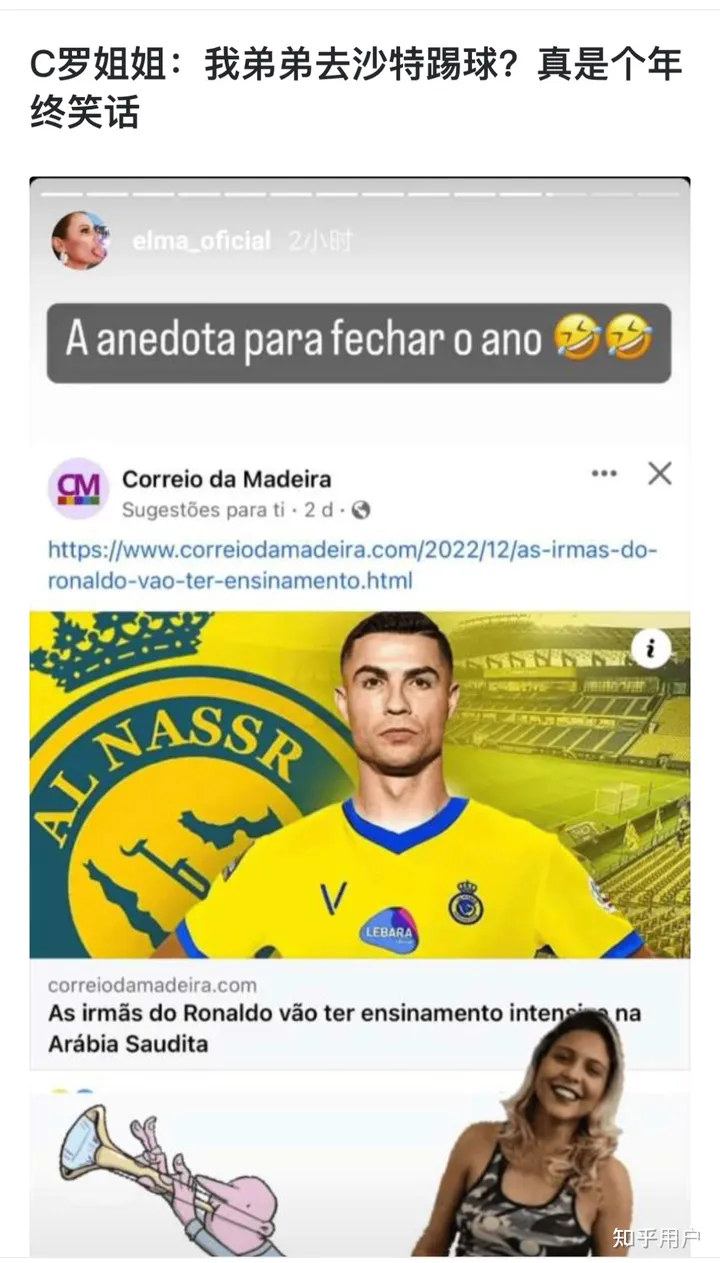 C罗姐姐：我弟弟去沙特踢球？真是个年
终笑话
elma_oficial 2小时
A anedota para fechar o ano 🤣🤣
CM Correio da Madeira
Sugestões para ti · 2 d ·
https://www.correiodamadeira.com/2022/12/as-irmas-do-
ronaldo-vao-ter-ensinamento.html
AL NASSR
LEBARA
correiodamadeira.com
As irmãs do Ronaldo vão ter ensinamento intensivo na
Arábia Saudita
知乎用户